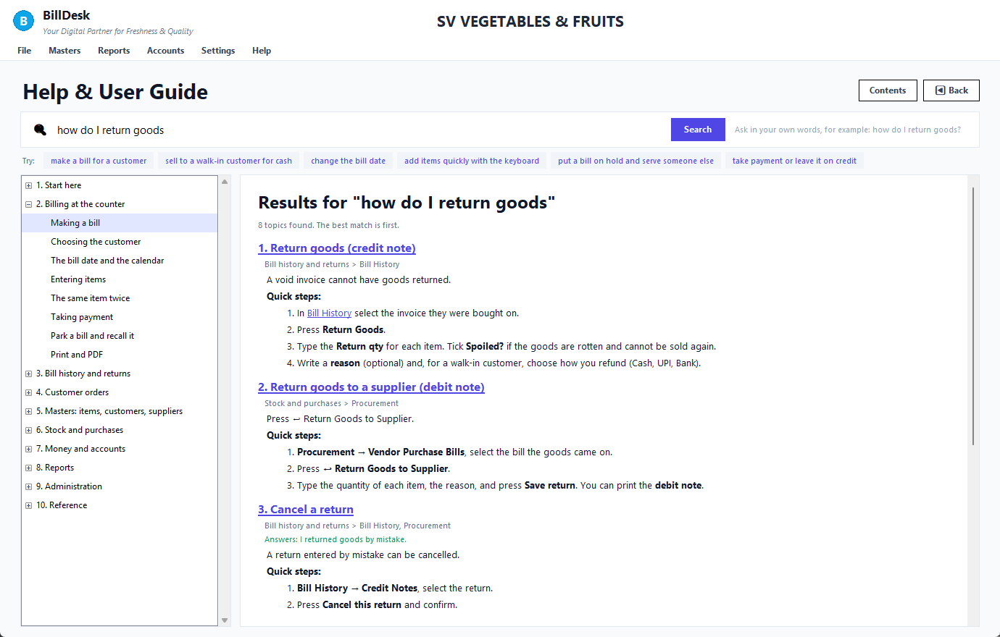 B
BillDesk
Your Digital Partner for Freshness & Quality
SV VEGETABLES & FRUITS
File Masters Reports Accounts Settings Help
Help & User Guide
Contents
Back
how do I return goods
Search
Ask in your own words, for example: how do I return goods?
Try: make a bill for a customer sell to a walk-in customer for cash change the bill date add items quickly with the keyboard put a bill on hold and serve someone else take payment or leave it on credit
1. Start here
2. Billing at the counter
Making a bill
Choosing the customer
The bill date and the calendar
Entering items
The same item twice
Taking payment
Park a bill and recall it
Print and PDF
3. Bill history and returns
4. Customer orders
5. Masters: items, customers, suppliers
6. Stock and purchases
7. Money and accounts
8. Reports
9. Administration
10. Reference
Results for "how do I return goods"
8 topics found. The best match is first.
1. Return goods (credit note)
Bill history and returns > Bill History
A void invoice cannot have goods returned.
Quick steps:
1. In Bill History select the invoice they were bought on.
2. Press Return Goods.
3. Type the Return qty for each item. Tick Spoiled? if the goods are rotten and cannot be sold again.
4. Write a reason (optional) and, for a walk-in customer, choose how you refund (Cash, UPI, Bank).
2. Return goods to a supplier (debit note)
Stock and purchases > Procurement
Press ↩ Return Goods to Supplier.
Quick steps:
1. Procurement → Vendor Purchase Bills, select the bill the goods came on.
2. Press ↩ Return Goods to Supplier.
3. Type the quantity of each item, the reason, and press Save return. You can print the debit note.
3. Cancel a return
Bill history and returns > Bill History, Procurement
Answers: I returned goods by mistake.
A return entered by mistake can be cancelled.
Quick steps:
1. Bill History → Credit Notes, select the return.
2. Press Cancel this return and confirm.